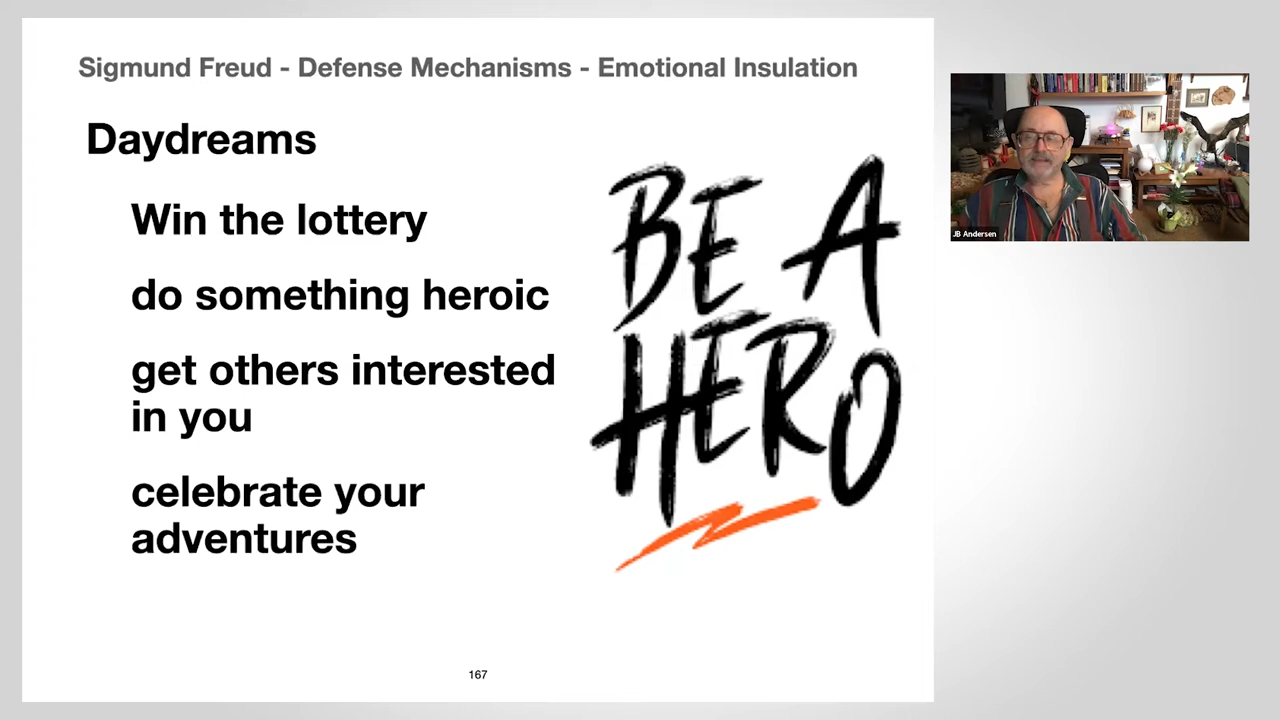 Sigmund Freud - Defense Mechanisms - Emotional Insulation
Daydreams
Win the lottery
do something heroic
get others interested
in you
celebrate your
adventures
BE A
HERO
167
JB Andersen